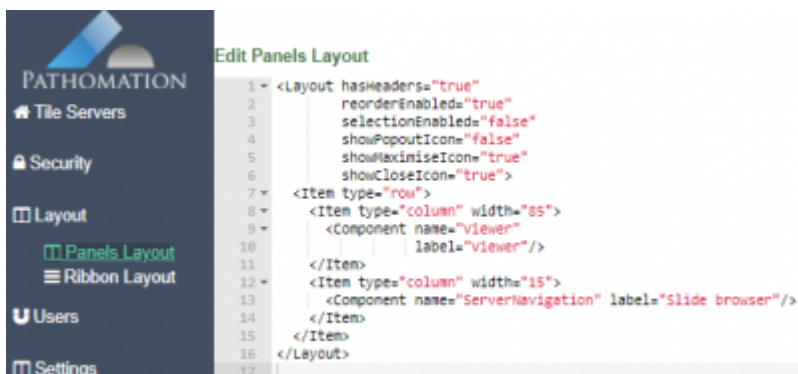 PATHOMATION
Tile Servers
Security
Layout
Panels Layout
Ribbon Layout
Users
Settings
Edit Panels Layout
1 <Layout hasHeaders="true"
2 reorderEnabled="true"
3 selectionEnabled="false"
4 showPopoutIcon="false"
5 showMaximiseIcon="true"
6 showCloseIcon="true">
7 <Item type="row">
8 <Item type="column" width="85">
9 <Component name="Viewer"
10 label="Viewer"/>
11 </Item>
12 <Item type="column" width="15">
13 <Component name="ServerNavigation" label="Slide browser"/>
14 </Item>
15 </Item>
16 </Layout>
17